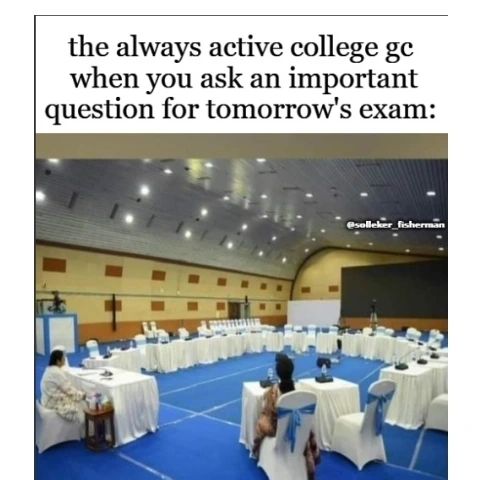 the always active college gc
when you ask an important
question for tomorrow's exam:
@solleker_fisherman